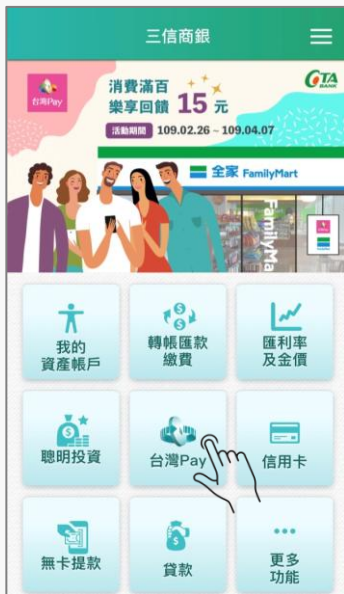 三信商銀
台灣Pay
消費滿百
樂享回饋 15 元
活動期間 109.02.26 ~ 109.04.07
COTA
BANK
全家 FamilyMart
FamilyMa
我的
資產帳戶
轉帳匯款
繳費
匯利率
及金價
聰明投資
台灣Pay
信用卡
無卡提款
貸款
更多
功能